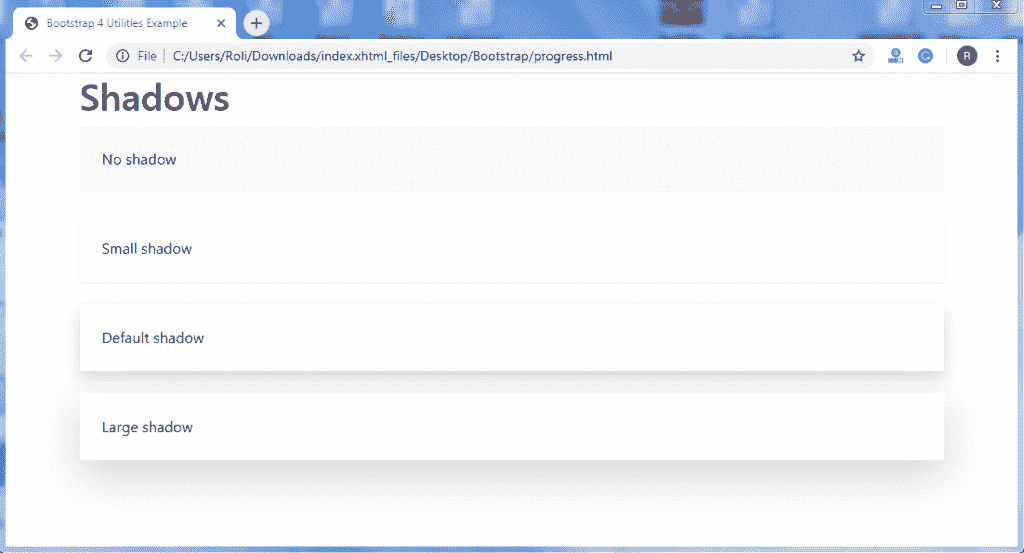 Bootstrap 4 Utilities Example
File C:/Users/Roli/Downloads/index.xhtml_files/Desktop/Bootstrap/progress.html
R
Shadows
No shadow
Small shadow
Default shadow
Large shadow